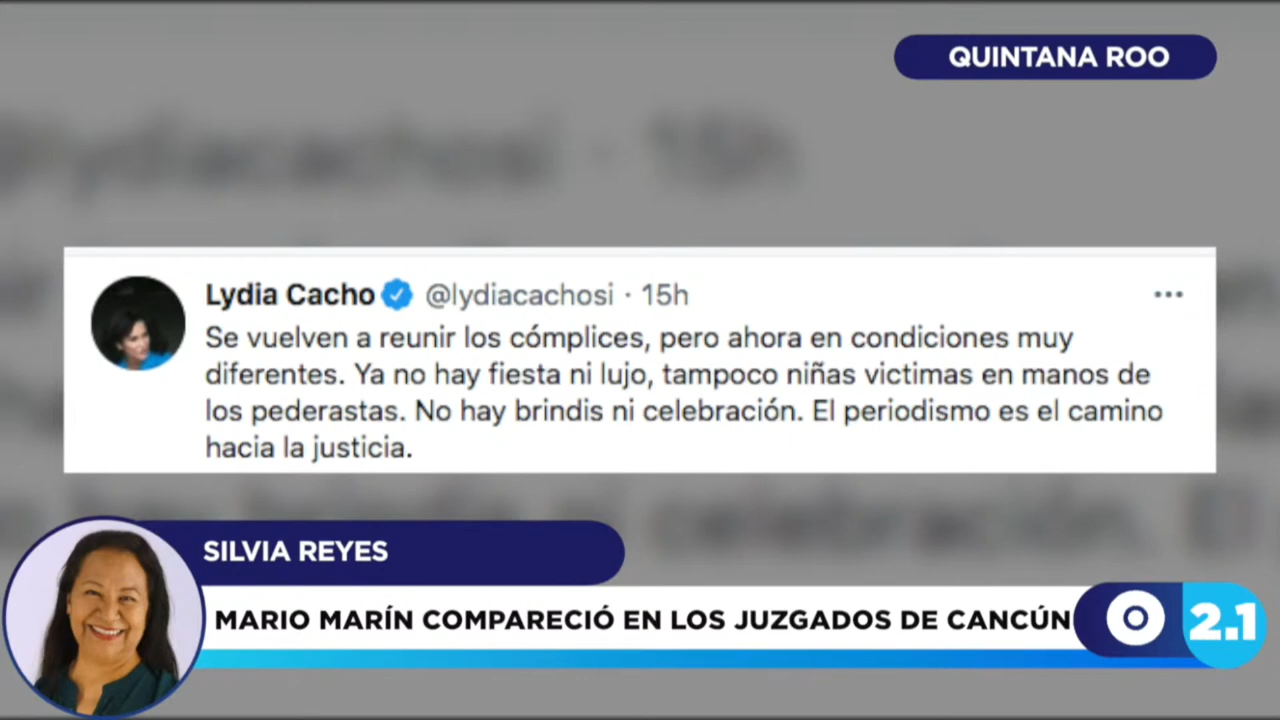 QUINTANA ROO
Lydia Cacho @lydiacachosi · 15h
Se vuelven a reunir los cómplices, pero ahora en condiciones muy
diferentes. Ya no hay fiesta ni lujo, tampoco niñas victimas en manos de
los pederastas. No hay brindis ni celebración. El periodismo es el camino
hacia la justicia.
SILVIA REYES
MARIO MARÍN COMPARECIÓ EN LOS JUZGADOS DE CANCÚN
2.1